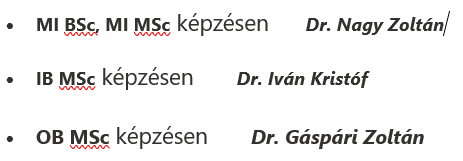 • MI BSc, MI MSc képzésen Dr. Nagy Zoltán
• IB MSc képzésen Dr. Iván Kristóf
• OB MSc képzésen Dr. Gáspári Zoltán